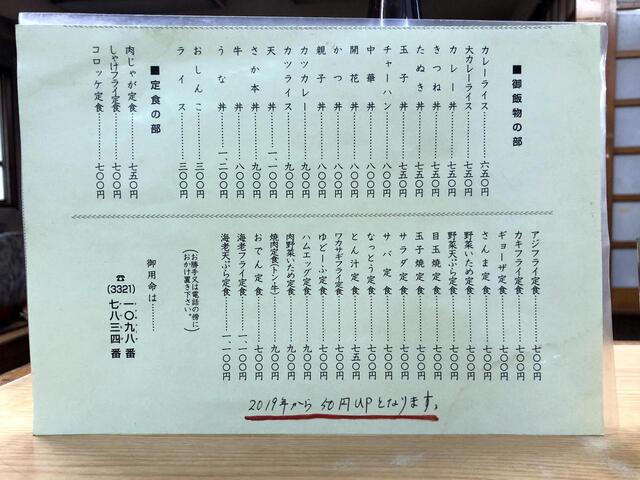 ■御飯物の部
カレーライス………六五〇円
大カレーライス………七五〇円
カレー丼………七五〇円
きつね丼………七五〇円
たぬき丼………七五〇円
玉子丼………七五〇円
チャーハン………八〇〇円
中華丼………八〇〇円
開花丼………八〇〇円
かつ丼………八〇〇円
親子丼………八〇〇円
カツカレー………九〇〇円
カツライス………九〇〇円
天丼………一、一〇〇円
さか本丼………九〇〇円
牛丼………八〇〇円
うな丼………一、二〇〇円
おしんこ………三〇〇円
ライス………三〇〇円
■定食の部
肉じゃが定食………七五〇円
しゃけフライ定食………七〇〇円
コロッケ定食………七〇〇円
アジフライ定食………七〇〇円
カキフライ定食………七〇〇円
ギョーザ定食………七〇〇円
さんま定食………七〇〇円
野菜いため定食………七〇〇円
野菜天ぷら定食………七〇〇円
目玉焼定食………七〇〇円
玉子焼定食………七〇〇円
サラダ定食………七〇〇円
サバ定食………七〇〇円
なっとう定食………七〇〇円
とん汁定食………七五〇円
ワカサギフライ定食………七〇〇円
ゆどーふ定食………七〇〇円
ハムエッグ定食………七〇〇円
肉野菜いため定食………九〇〇円
焼肉定食(トン・牛)………九〇〇円
おでん定食………七〇〇円
海老フライ定食………一、一〇〇円
海老天ぷら定食………一、一〇〇円
(お勝手又は電話の傍に
おかけ置き下さい。)
御用命は………
☎(3321)一〇九八番
七八三四番
2019年から 50円UPとなります。